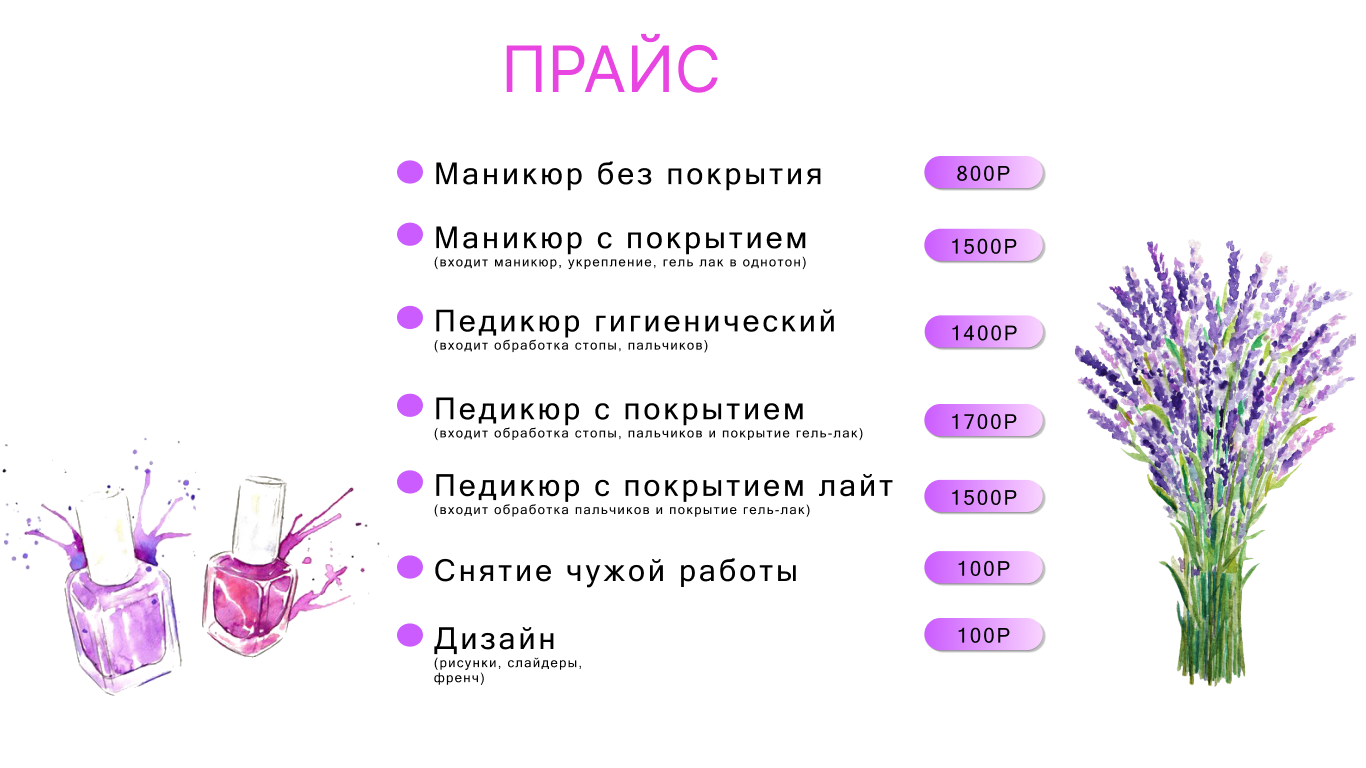 ПРАЙС
Маникюр без покрытия
800Р
Маникюр с покрытием
(входит маникюр, укрепление, гель лак в однотон)
1500Р
Педикюр гигиенический
(входит обработка стопы, пальчиков)
1400Р
Педикюр с покрытием
(входит обработка стопы, пальчиков и покрытие гель-лак)
1700Р
Педикюр с покрытием лайт
(входит обработка пальчиков и покрытие гель-лак)
1500Р
Снятие чужой работы
100Р
Дизайн
(рисунки, слайдеры,
френч)
100Р